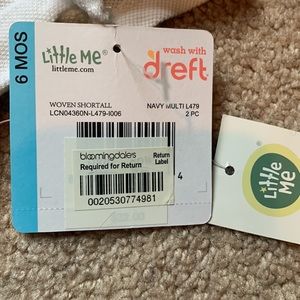 6 MOS
Little Me
littleme.com
wash with
dreft
WOVEN SHORTALL
NAVY MULTI L479
LCN04360N-L479-I006
2 PC
bloomingdales
Return
Required for Return
Label
0020530774981
4
Little
Me